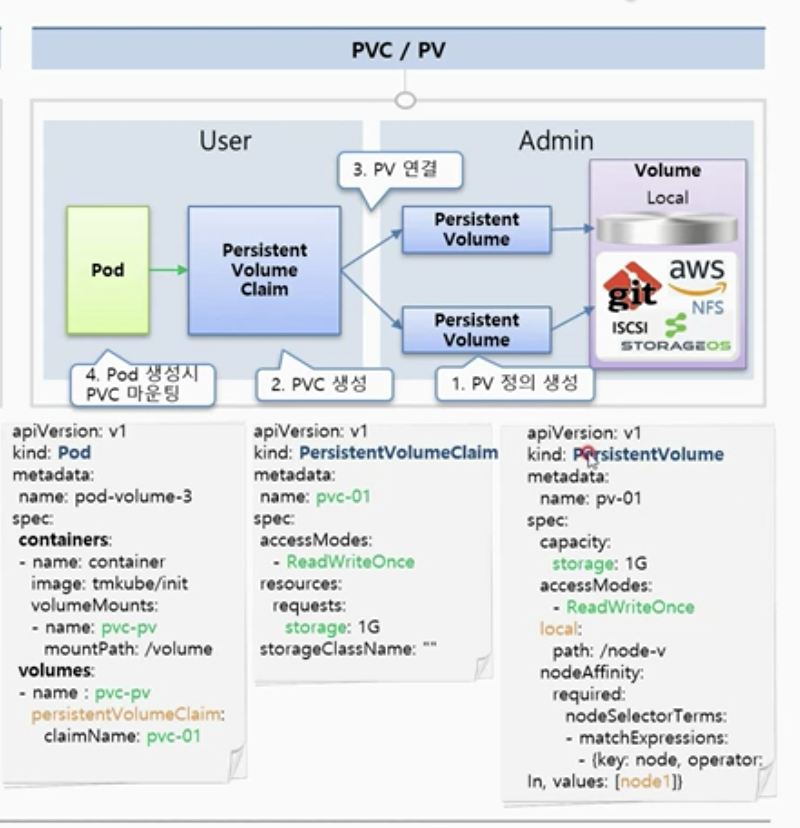 PVC / PV
User
Admin
3. PV 연결
Volume
Local
Pod
Persistent
Volume
Claim
Persistent
Volume
Persistent
Volume
git
aws
NFS
ISCSI
STORAGEOS
4. Pod 생성시
PVC 마운팅
2. PVC 생성
1. PV 정의 생성
apiVersion: v1
kind: Pod
metadata:
name: pod-volume-3
spec:
containers:
- name: container
image: tmkube/init
volumeMounts:
- name: pvc-pv
mountPath: /volume
volumes:
- name : pvc-pv
persistentVolumeClaim:
claimName: pvc-01
apiVersion: v1
kind: PersistentVolumeClaim
metadata:
name: pvc-01
spec:
accessModes:
- ReadWriteOnce
resources:
requests:
storage: 1G
storageClassName: ""
apiVersion: v1
kind: PersistentVolume
metadata:
name: pv-01
spec:
capacity:
storage: 1G
accessModes:
- ReadWriteOnce
local:
path: /node-v
nodeAffinity:
required:
nodeSelectorTerms:
- matchExpressions:
- {key: node, operator:
In, values: [node1]}